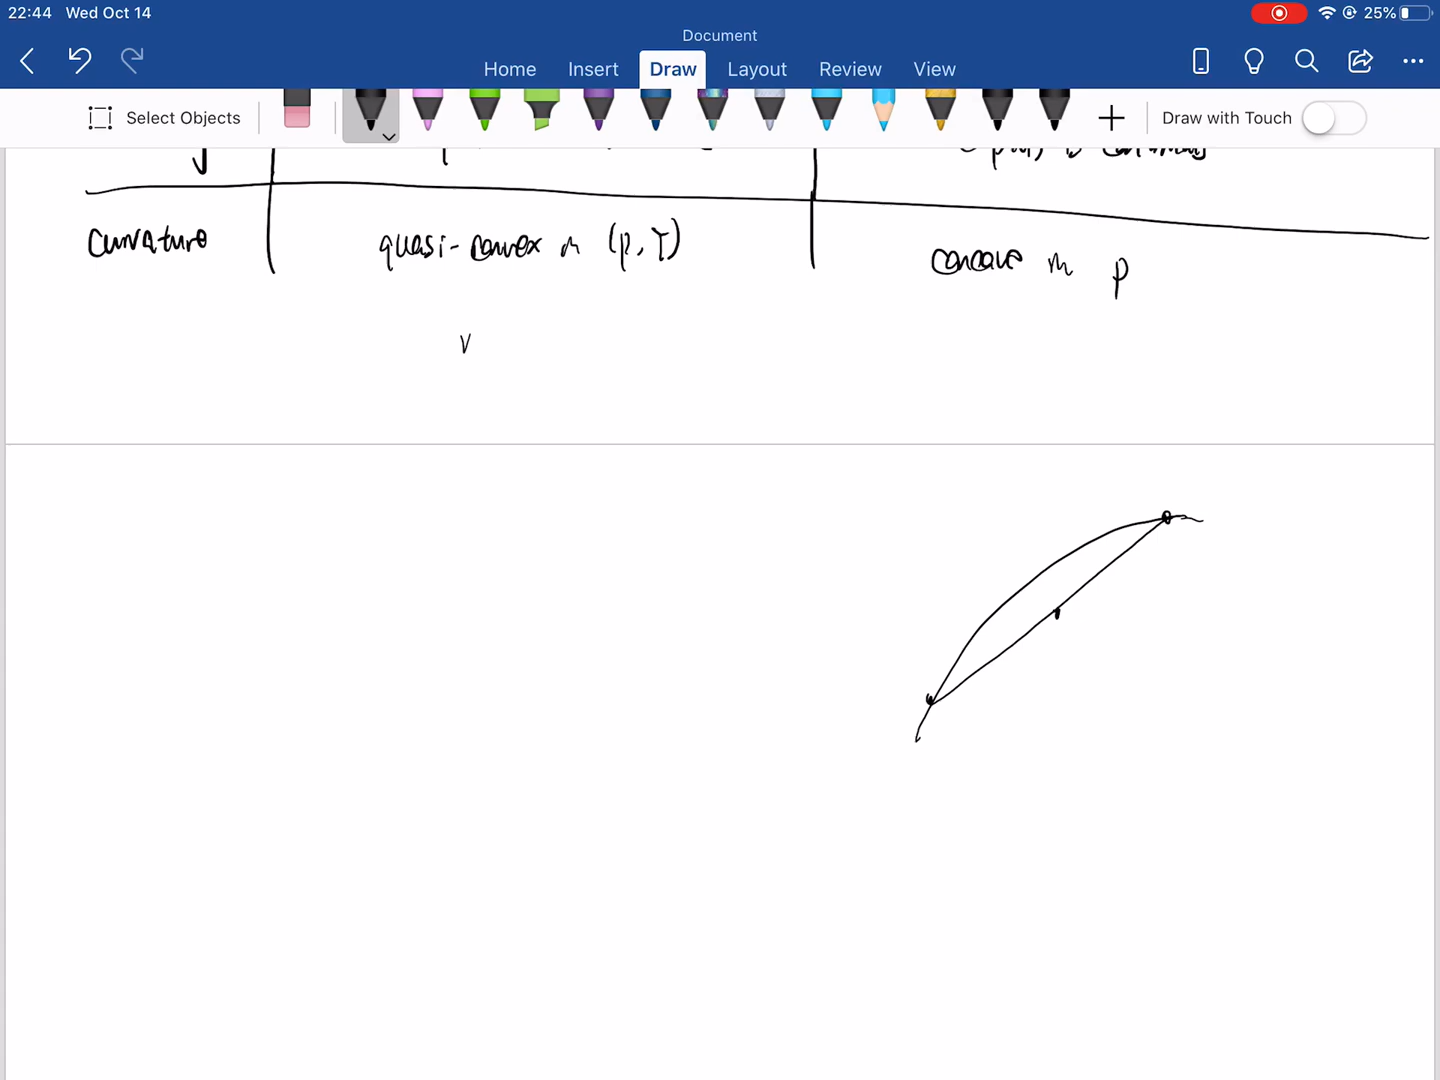 22:44 Wed Oct 14 25%
Document
Home Insert Draw Layout Review View
Select Objects Draw with Touch
Curvature quasi-convex in (p, Y) concave in p
V